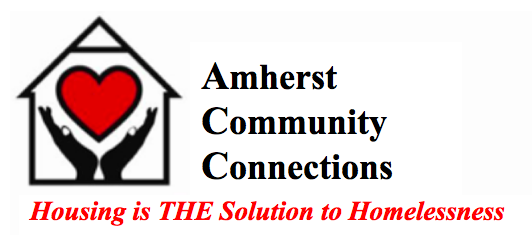 Amherst
Community
Connections
Housing is THE Solution to Homelessness